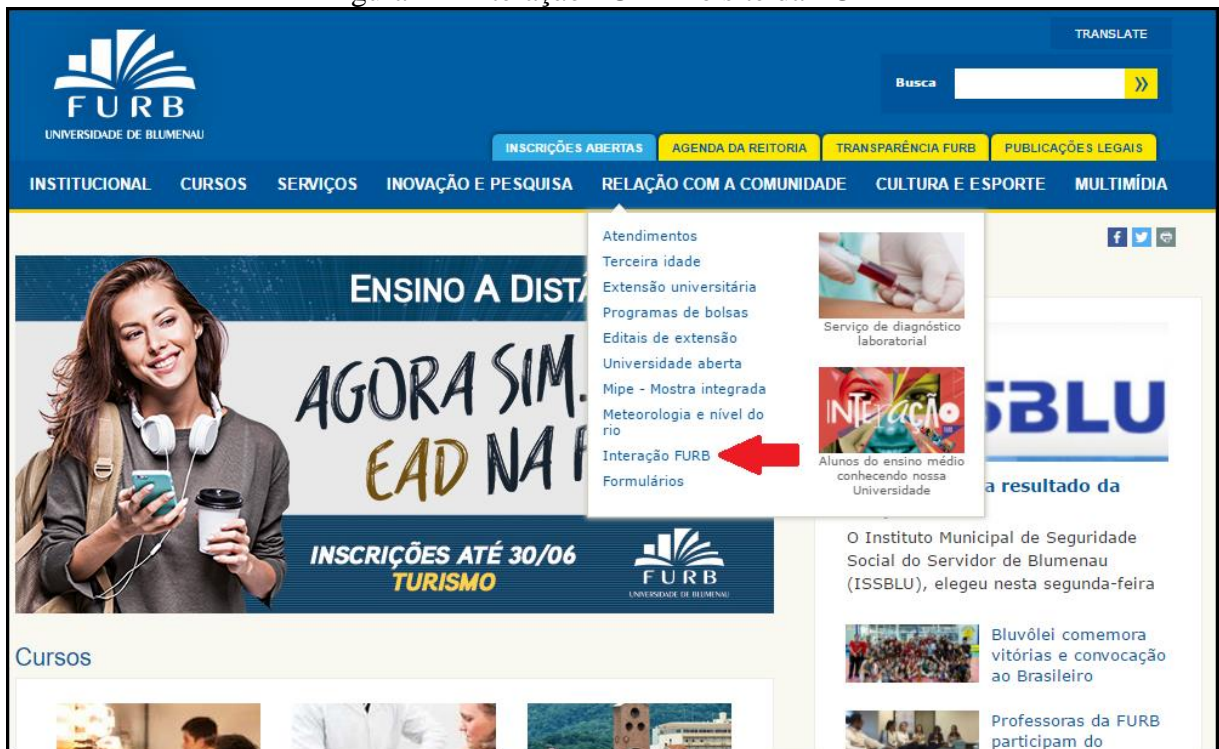 TRANSLATE
FURB
UNIVERSIDADE DE BLUMENAU
Busca
INSCRIÇÕES ABERTAS
AGENDA DA REITORIA
TRANSPARÊNCIA FURB
PUBLICAÇÕES LEGAIS
INSTITUCIONAL
CURSOS
SERVIÇOS
INOVAÇÃO E PESQUISA
RELAÇÃO COM A COMUNIDADE
CULTURA E ESPORTE
MULTIMÍDIA
Atendimentos
Terceira idade
Extensão universitária
Programas de bolsas
Editais de extensão
Universidade aberta
Mipe - Mostra integrada
Meteorologia e nível do
rio
Interação FURB
Formulários
Serviço de diagnóstico
laboratorial
INTERAÇÃO
Alunos do ensino médio
conhecendo nossa
Universidade
ENSINO A DIST
AGORA SIM.
EAD NA
INSCRIÇÕES ATÉ 30/06
TURISMO
FURB
UNIVERSIDADE DE BLUMENAU
SBLU
a resultado da
O Instituto Municipal de Seguridade
Social do Servidor de Blumenau
(ISSBLU), elegeu nesta segunda-feira
Bluvôlei comemora
vitórias e convocação
ao Brasileiro
Professoras da FURB
participam do
Cursos